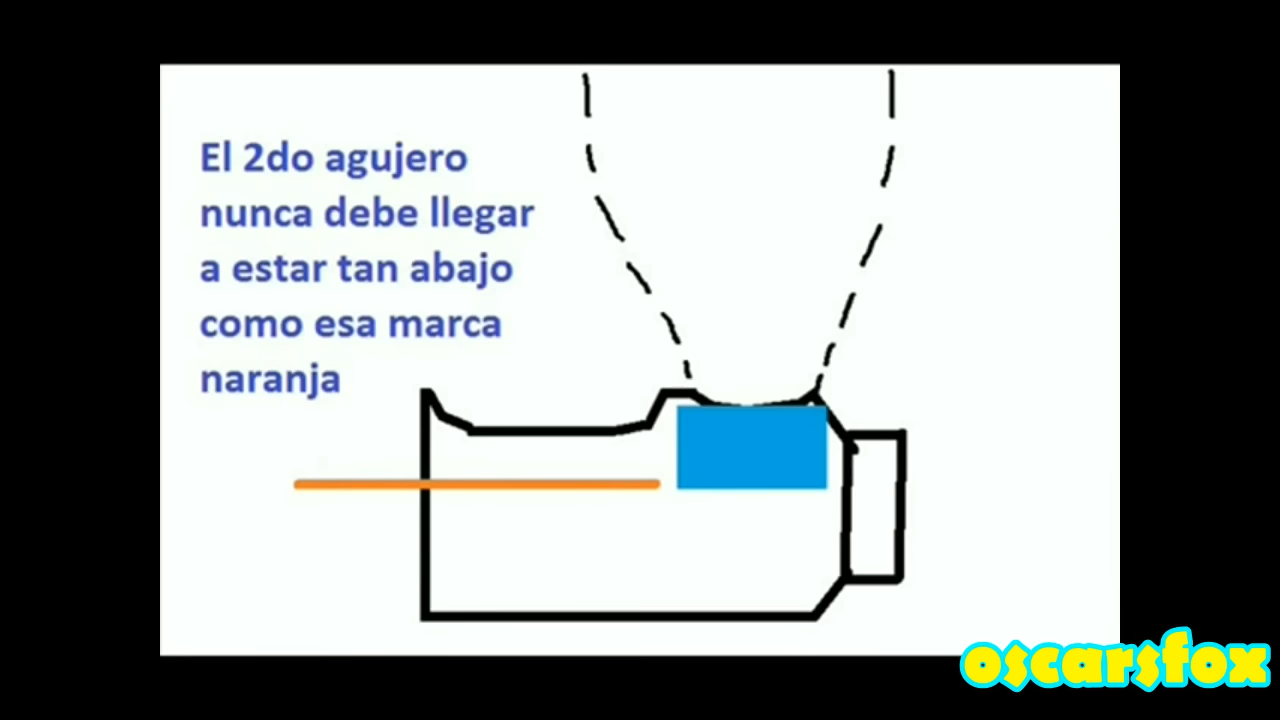 El 2do agujero
nunca debe llegar
a estar tan abajo
como esa marca
naranja
oscarsfox